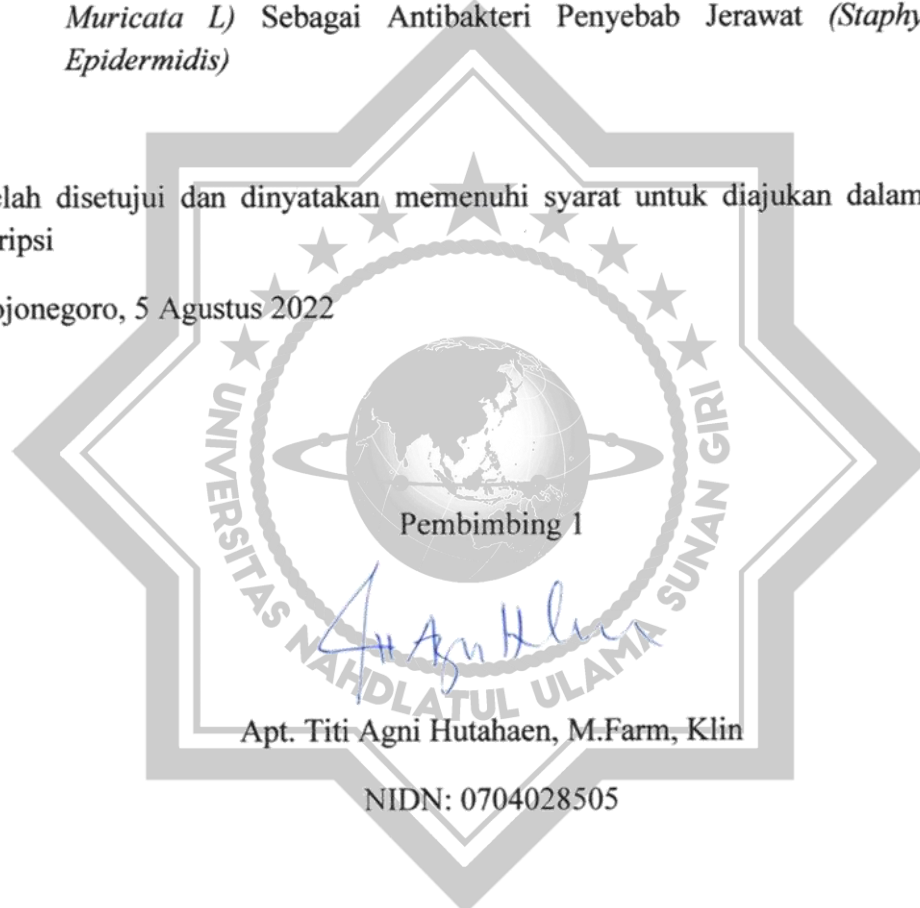 Muricata L) Sebagai Antibakteri Penyebab Jerawat (Staphy
Epidermidis)
elah disetujui dan dinyatakan memenuhi syarat untuk diajukan dalam
ripsi
ojonegoro, 5 Agustus 2022
UNIVERSITAS NAHDLATUL ULAMA SUNAN GIRI
Pembimbing 1
Apt. Titi Agni Hutahaen, M.Farm, Klin
NIDN: 0704028505